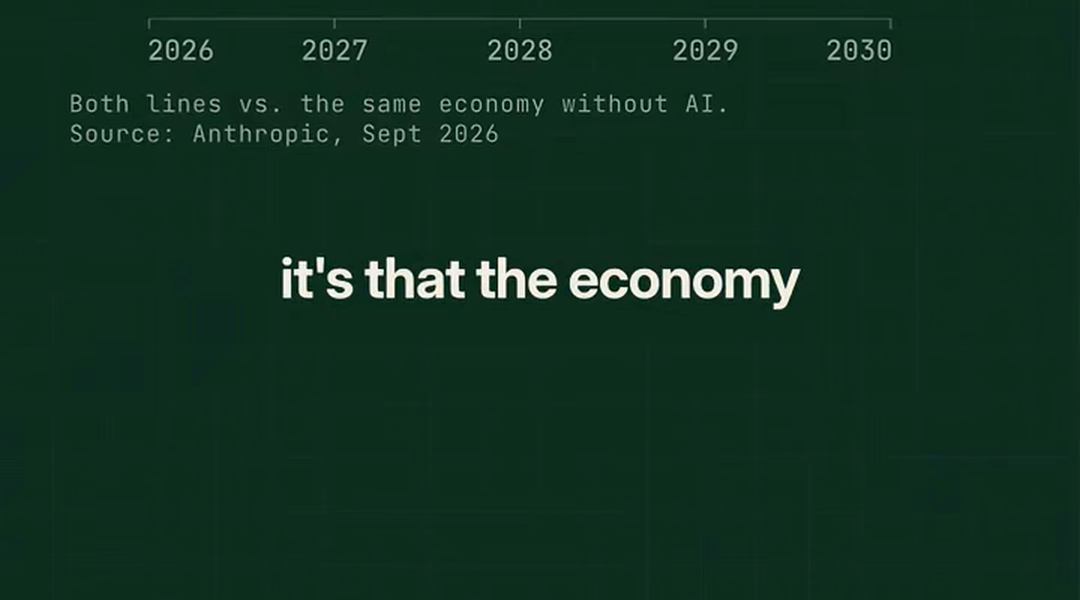 2026 2027 2028 2029 2030
Both lines vs. the same economy without AI.
Source: Anthropic, Sept 2026
it's that the economy